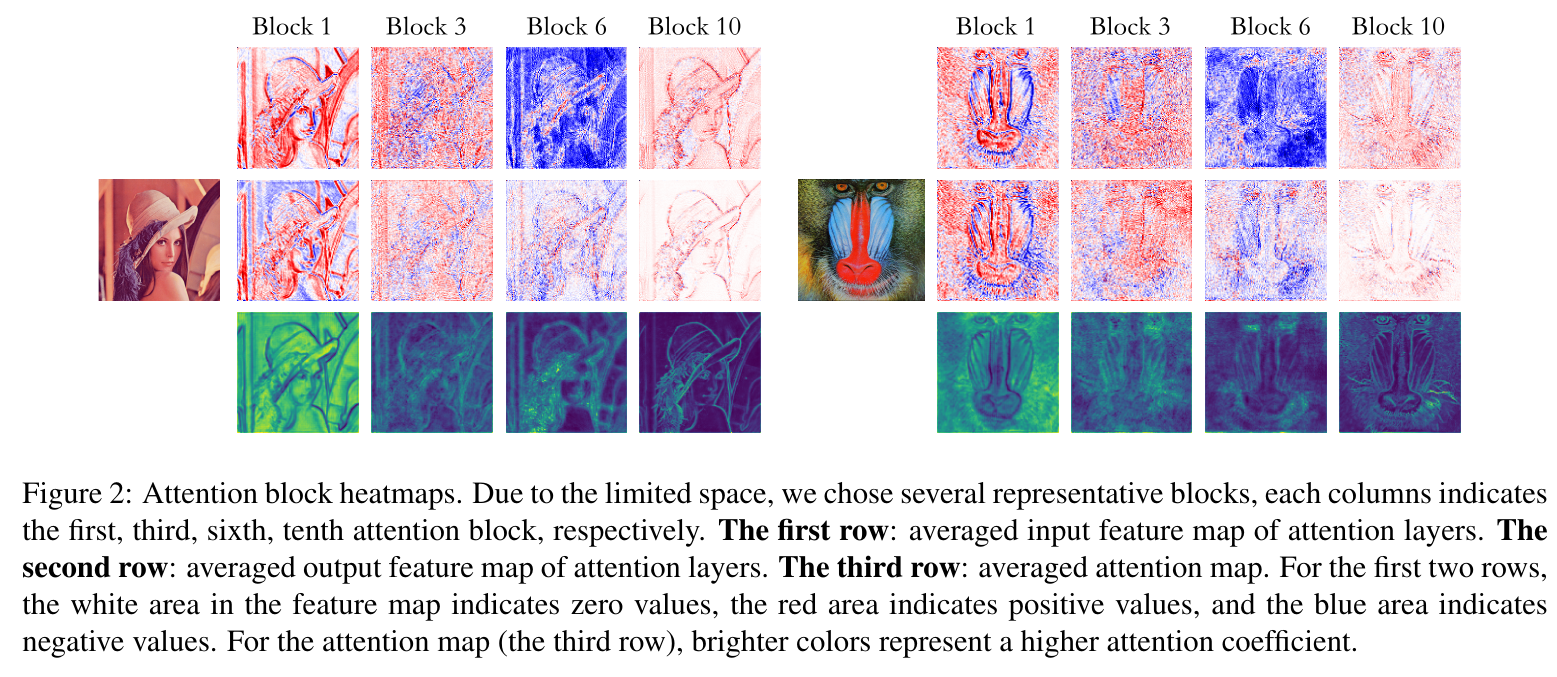 Block 1 Block 3 Block 6 Block 10 Block 1 Block 3 Block 6 Block 10
Figure 2: Attention block heatmaps. Due to the limited space, we chose several representative blocks, each columns indicates
the first, third, sixth, tenth attention block, respectively. The first row: averaged input feature map of attention layers. The
second row: averaged output feature map of attention layers. The third row: averaged attention map. For the first two rows,
the white area in the feature map indicates zero values, the red area indicates positive values, and the blue area indicates
negative values. For the attention map (the third row), brighter colors represent a higher attention coefficient.